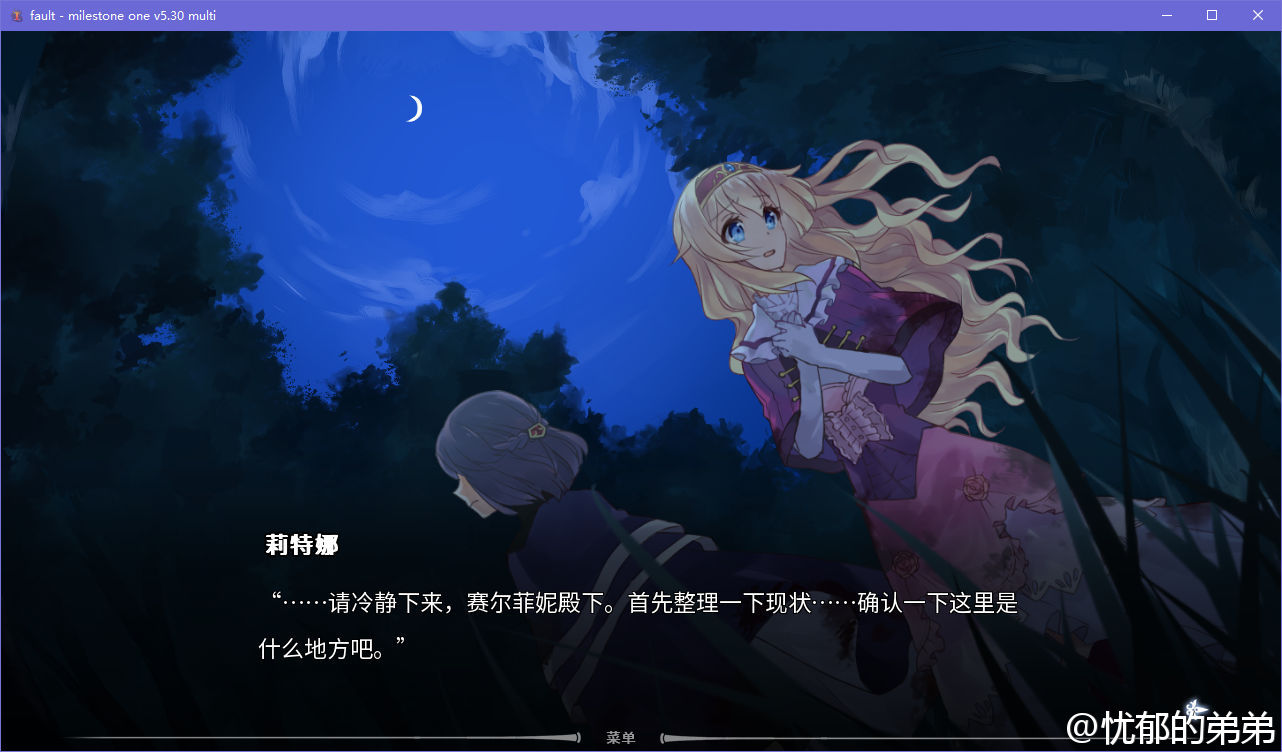 fault - milestone one v5.30 multi
莉特娜
“……请冷静下来，赛尔菲妮殿下。首先整理一下现状……确认一下这里是
什么地方吧。”
菜单
@忧郁的弟弟